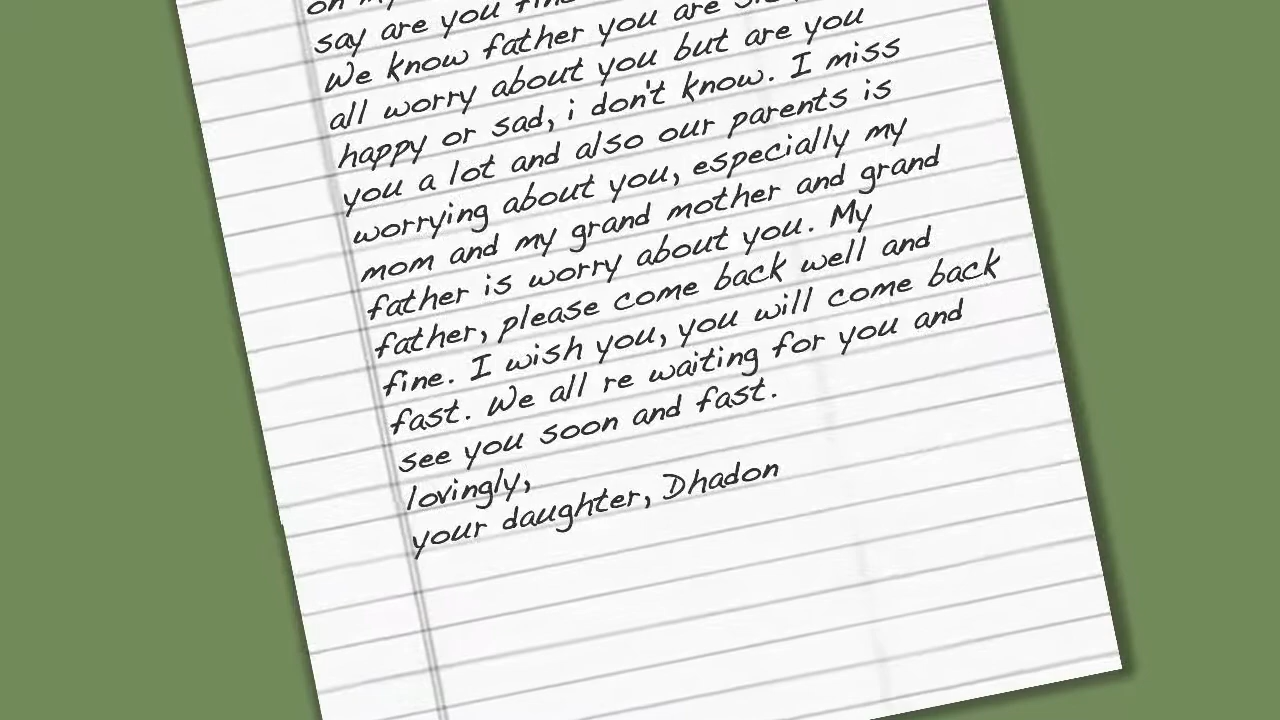 on my
say are you fine
We know father you are
all worry about you but are you
happy or sad, i don't know. I miss
you a lot and also our parents is
worrying about you, especially my
mom and my grand mother and grand
father is worry about you. My
father, please come back well and
fine. I wish you, you will come back
fast. We all re waiting for you and
see you soon and fast.
lovingly,
your daughter, Dhadon